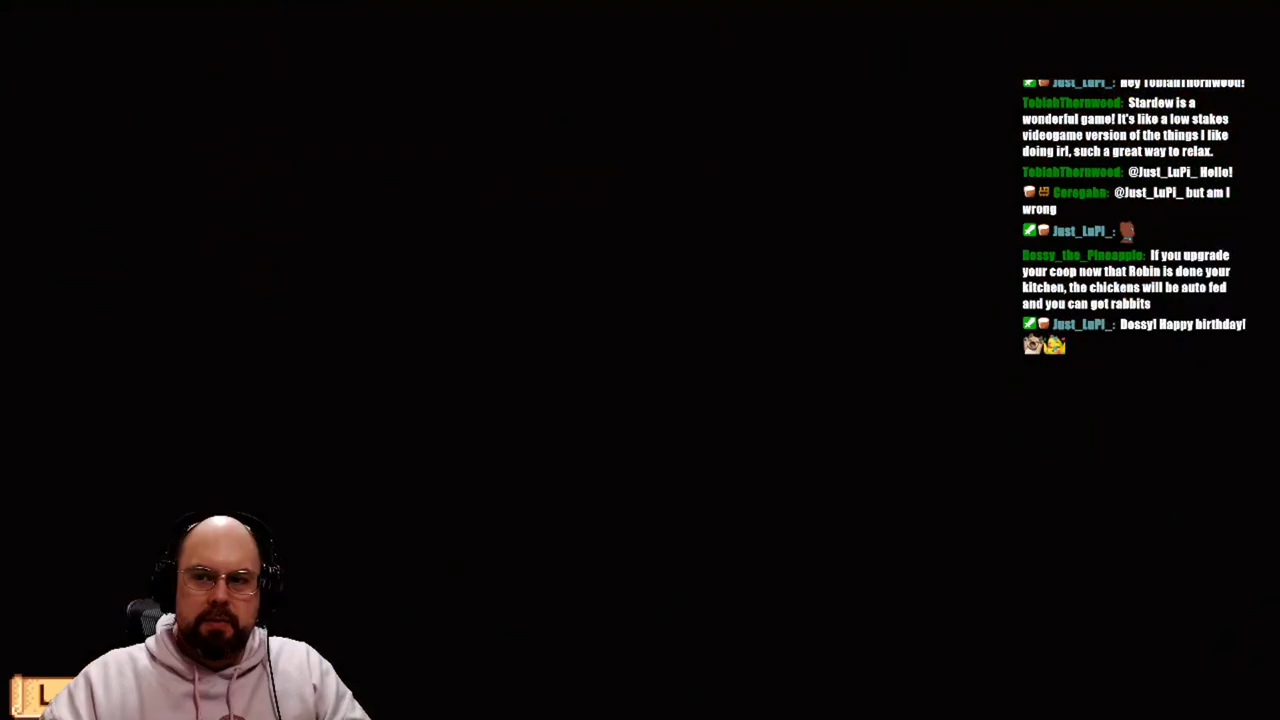 Just_LuPi_: Hey TobiahThornwood!
TobiahThornwood: Stardew is a
wonderful game! It's like a low stakes
videogame version of the things I like
doing irl, such a great way to relax.
TobiahThornwood: @Just_LuPi_ Hello!
Ceregahn: @Just_LuPi_ but am I
wrong
Just_LuPi_:
Dossy_the_Pineapple: If you upgrade
your coop now that Robin is done your
kitchen, the chickens will be auto fed
and you can get rabbits
Just_LuPi_: Dossy! Happy birthday!
L